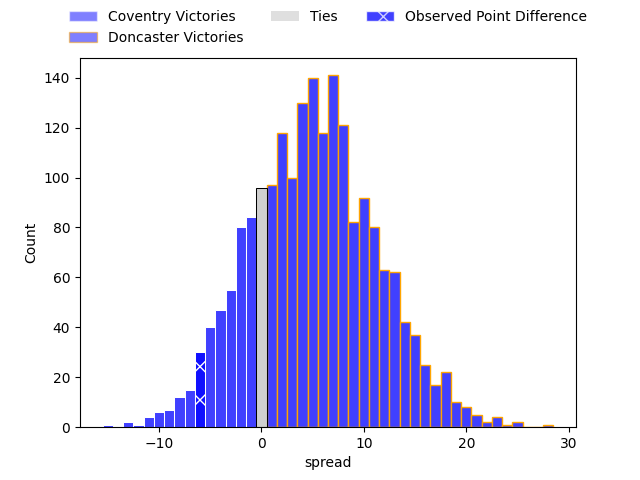 Coventry Victories
Ties
Observed Point Difference
Doncaster Victories
140
120
100
80
60
40
20
0
Count
−10
0
10
20
30
spread